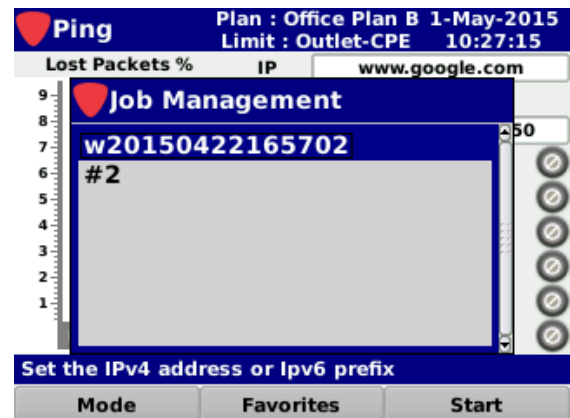 Ping
Plan : Office Plan B 1-May-2015
Limit : Outlet-CPE 10:27:15
Lost Packets % IP www.google.com
9
Job Management
8
50
7
w20150422165702
6
#2
5
4
3
2
1
Set the IPv4 address or Ipv6 prefix
Mode Favorites Start